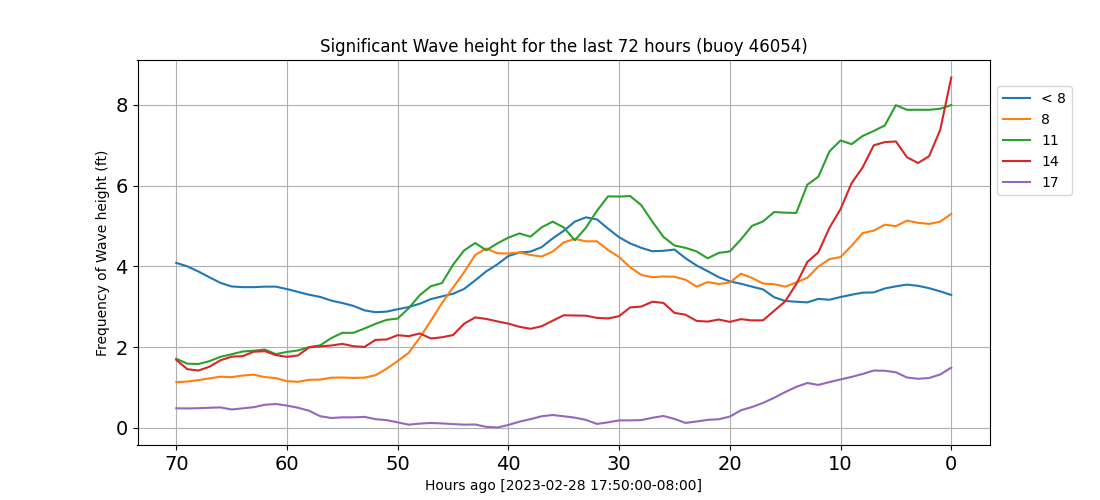 Significant Wave height for the last 72 hours (buoy 46054)
Frequency of Wave height (ft)
8
6
4
2
0
70 60 50 40 30 20 10 0
Hours ago [2023-02-28 17:50:00-08:00]
< 8
8
11
14
17